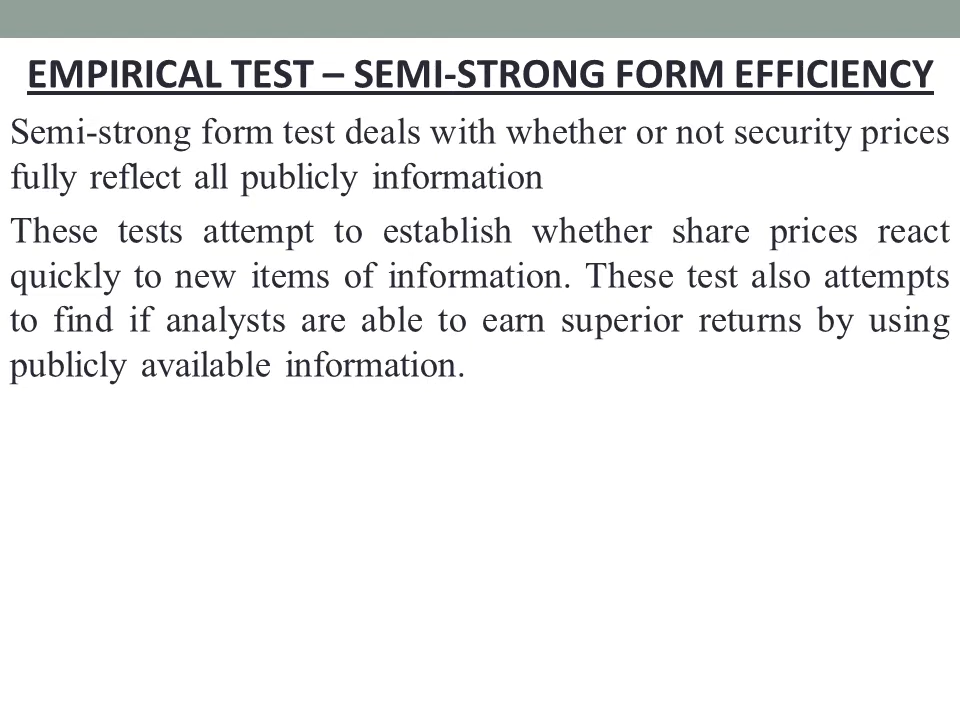 EMPIRICAL TEST – SEMI-STRONG FORM EFFICIENCY
Semi-strong form test deals with whether or not security prices
fully reflect all publicly information
These tests attempt to establish whether share prices react
quickly to new items of information. These test also attempts
to find if analysts are able to earn superior returns by using
publicly available information.